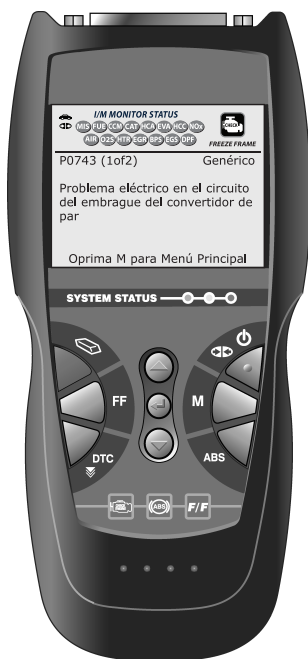 I/M MONITOR STATUS
MIS FUE CCM CAT HCA EVA HCC NOx
AIR O2S HTR EGR BPS EGS DPF
CHECK
FREEZE FRAME
P0743 (1of2) Genérico
Problema eléctrico en el circuito
del embrague del convertidor de
par
Oprima M para Menú Principal
SYSTEM STATUS
FF M
DTC ABS
ABS F/F